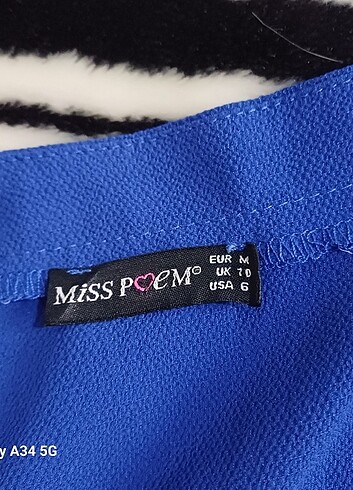 MiSS POEM®
EUR M
UK 10
USA 6
y A34 5G